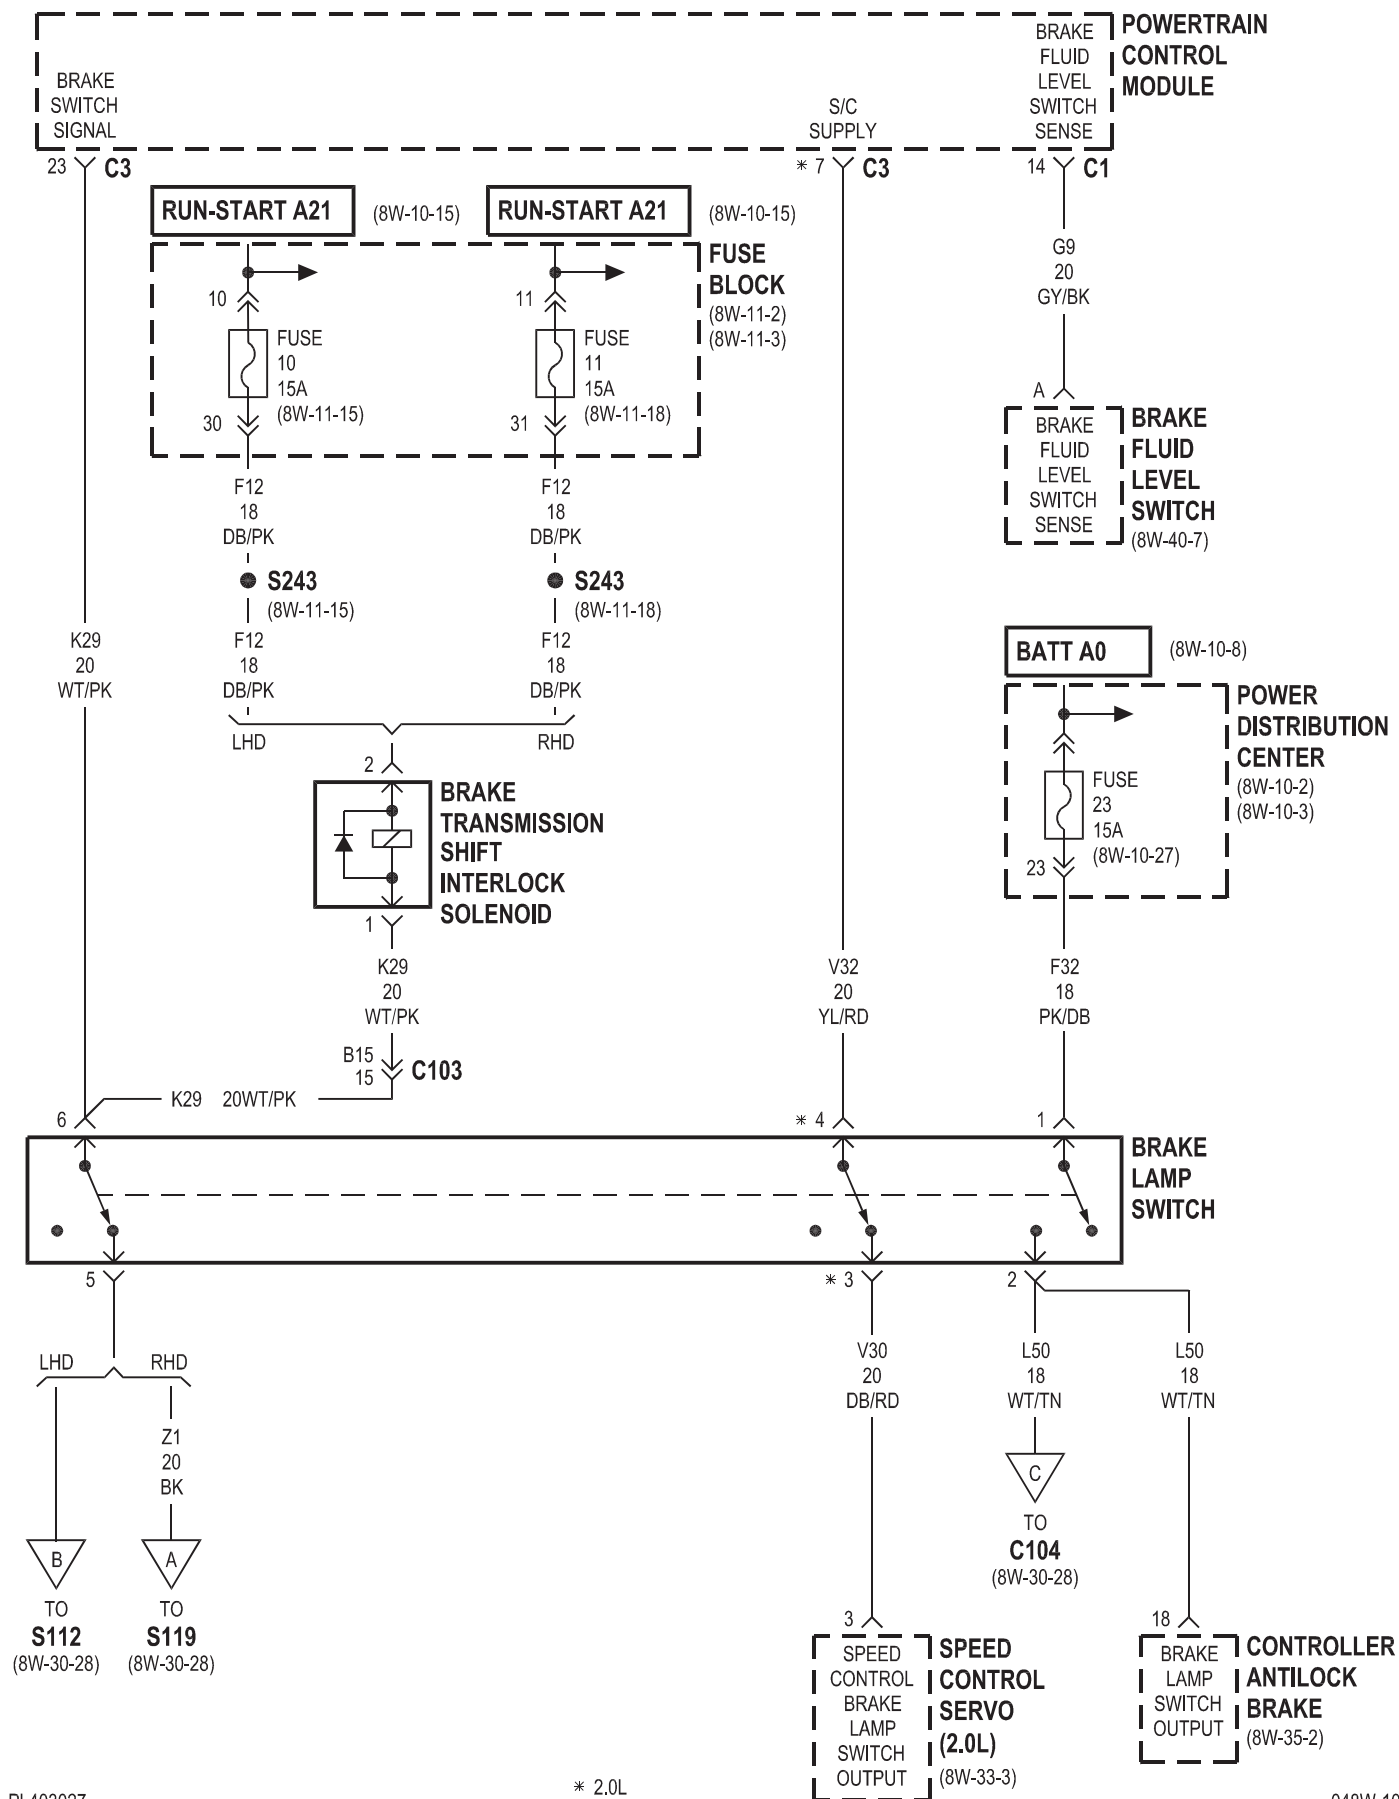 POWERTRAIN
CONTROL
MODULE
BRAKE
SWITCH
SIGNAL
S/C
SUPPLY
BRAKE
FLUID
LEVEL
SWITCH
SENSE
23 C3
* 7 C3
14 C1
RUN-START A21 (8W-10-15)
RUN-START A21 (8W-10-15)
FUSE
BLOCK
(8W-11-2)
(8W-11-3)
10
FUSE
10
15A
(8W-11-15)
30
11
FUSE
11
15A
(8W-11-18)
31
G9
20
GY/BK
A
BRAKE
FLUID
LEVEL
SWITCH
SENSE
BRAKE
FLUID
LEVEL
SWITCH
(8W-40-7)
F12
18
DB/PK
S243
(8W-11-15)
F12
18
DB/PK
LHD
F12
18
DB/PK
S243
(8W-11-18)
F12
18
DB/PK
RHD
K29
20
WT/PK
BATT A0 (8W-10-8)
POWER
DISTRIBUTION
CENTER
(8W-10-2)
(8W-10-3)
FUSE
23
15A
(8W-10-27)
23
2
BRAKE
TRANSMISSION
SHIFT
INTERLOCK
SOLENOID
1
K29
20
WT/PK
B15
15
C103
K29 20WT/PK
V32
20
YL/RD
F32
18
PK/DB
6
* 4
1
BRAKE
LAMP
SWITCH
5
* 3
2
LHD RHD
Z1
20
BK
B
TO
S112
(8W-30-28)
A
TO
S119
(8W-30-28)
V30
20
DB/RD
L50
18
WT/TN
L50
18
WT/TN
C
TO
C104
(8W-30-28)
3
SPEED
CONTROL
BRAKE
LAMP
SWITCH
OUTPUT
SPEED
CONTROL
SERVO
(2.0L)
(8W-33-3)
18
BRAKE
LAMP
SWITCH
OUTPUT
CONTROLLER
ANTILOCK
BRAKE
(8W-35-2)
* 2.0L